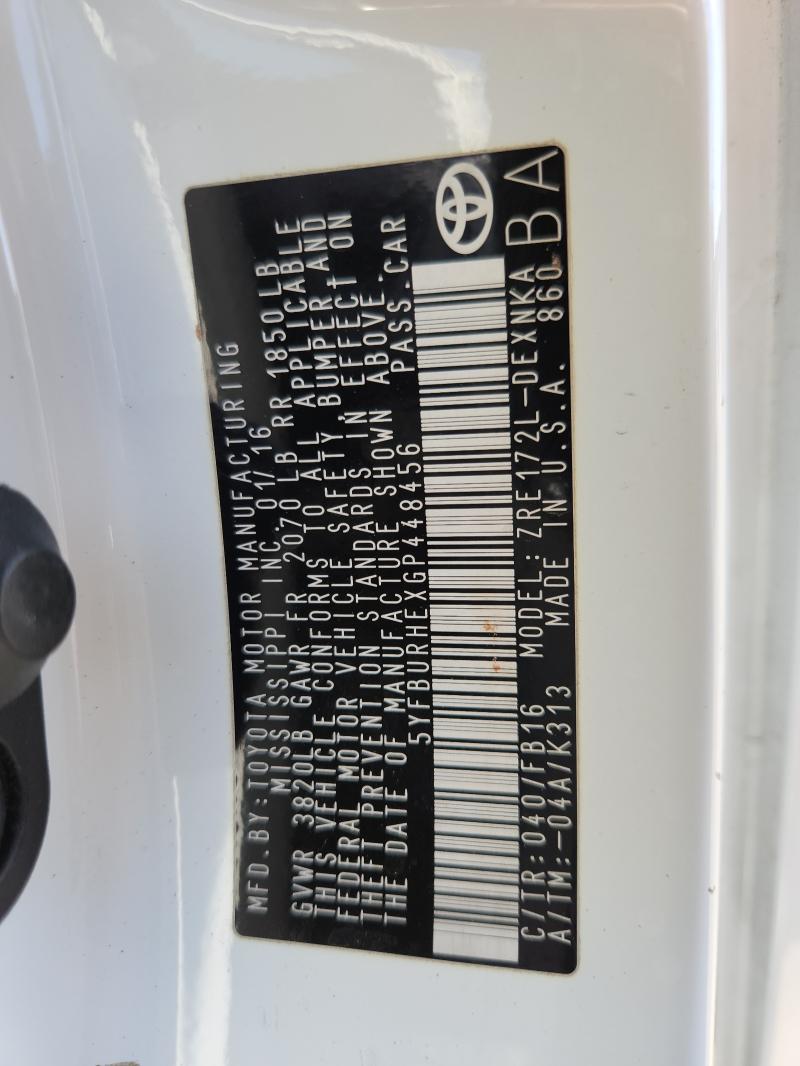 MFD.BY:TOYOTA MOTOR MANUFACTURING
MISSISSIPPI INC. 01/16
GVWR 3820LB GAWR FR 2070LB RR 1850LB
THIS VEHICLE CONFORMS TO ALL APPLICABLE
FEDERAL MOTOR VEHICLE SAFETY,BUMPER AND
THEFT PREVENTION STANDARDS IN EFFECT ON
THE DATE OF MANUFACTURE SHOWN ABOVE.
5YFBURHEXGP448456 PASS.CAR
C/TR:040/FB16 MODEL: ZRE172L-DEXNKA
A/TM:-04A/K313 MADE IN U.S.A. 860 BA